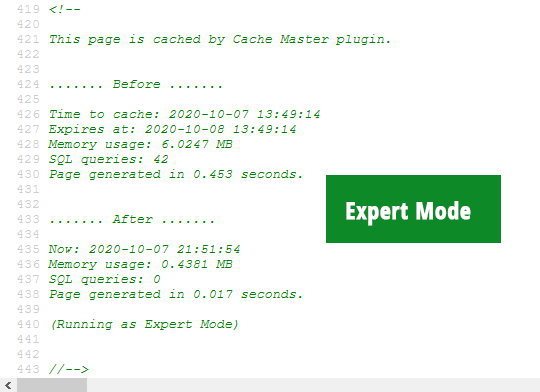 419 <!--
420
421 This page is cached by Cache Master plugin.
422
423
424 ....... Before .......
425
426 Time to cache: 2020-10-07 13:49:14
427 Expires at: 2020-10-08 13:49:14
428 Memory usage: 6.0247 MB
429 SQL queries: 42
430 Page generated in 0.453 seconds.
431
432
433 ....... After .......
434
435 Now: 2020-10-07 21:51:54
436 Memory usage: 0.4381 MB
437 SQL queries: 0
438 Page generated in 0.017 seconds.
439
440 (Running as Expert Mode)
441
442
443 //-->
Expert Mode